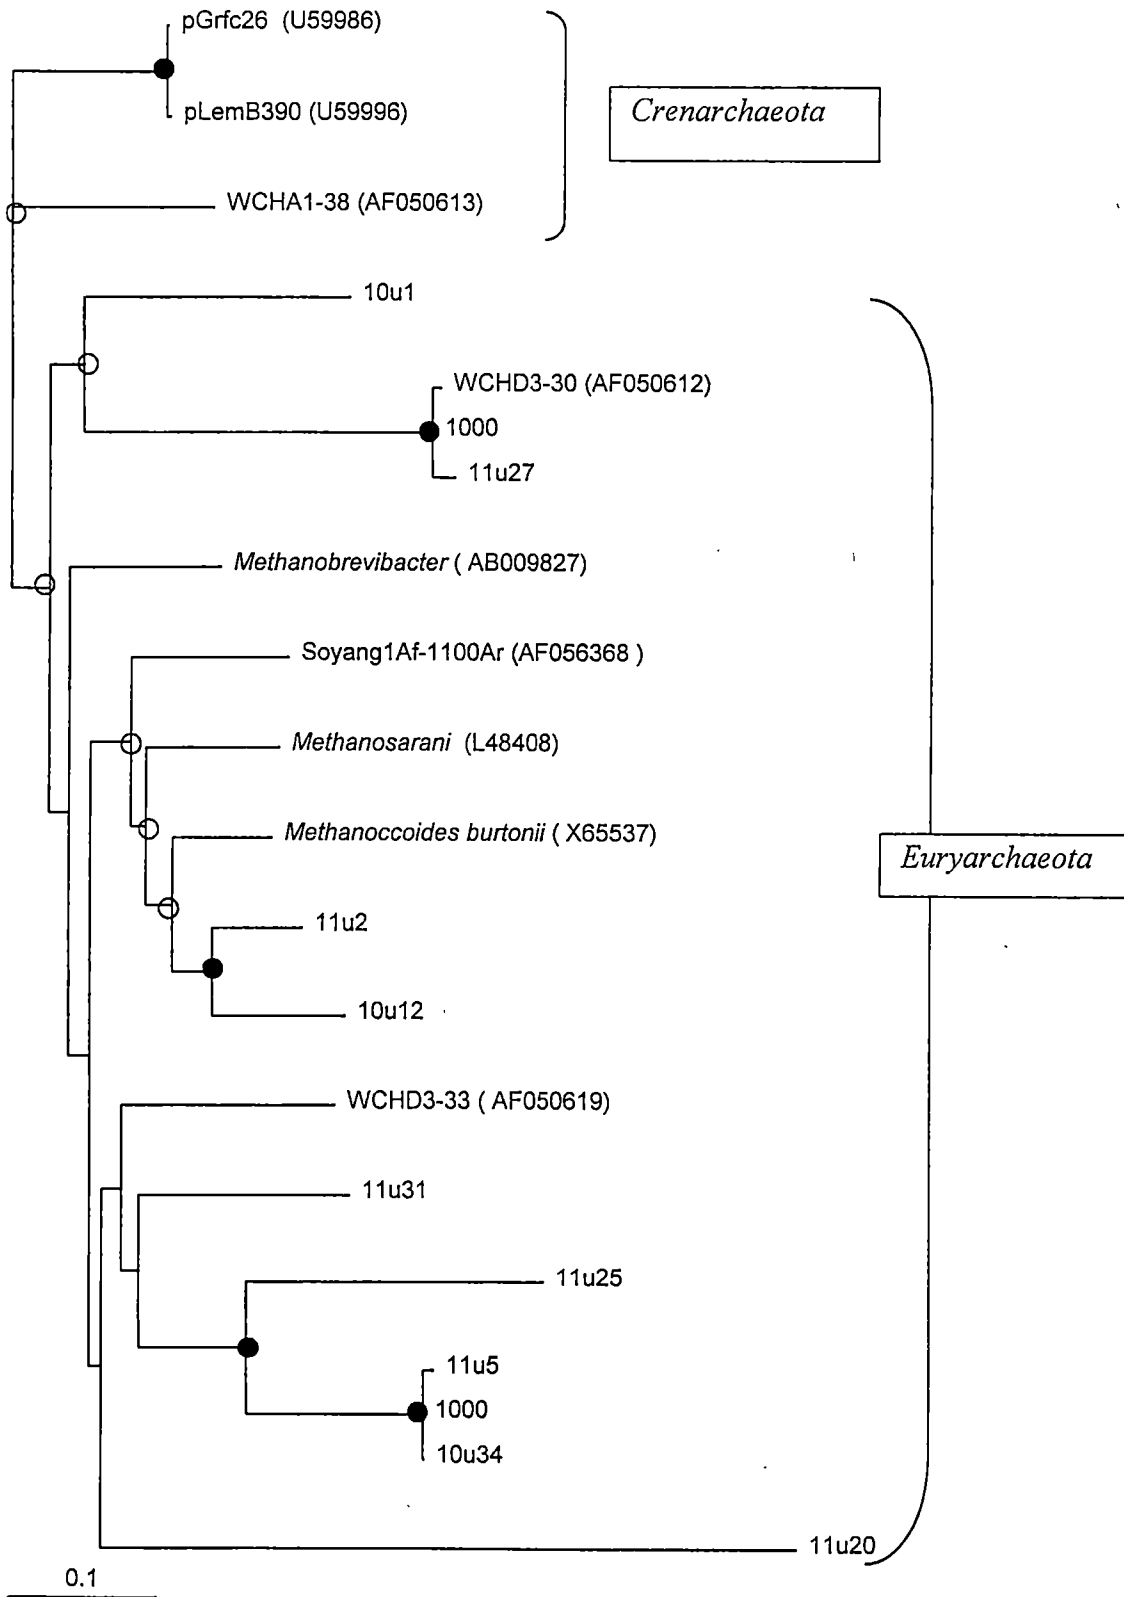 pGrfc26 (U59986)
pLemB390 (U59996)
Crenarchaeota
WCHA1-38 (AF050613)
10u1
WCHD3-30 (AF050612)
1000
11u27
Methanobrevibacter ( AB009827)
Soyang1Af-1100Ar (AF056368 )
Methanosarani (L48408)
Methanoccoides burtonii ( X65537)
Euryarchaeota
11u2
10u12
WCHD3-33 ( AF050619)
11u31
11u25
11u5
1000
10u34
11u20
0.1